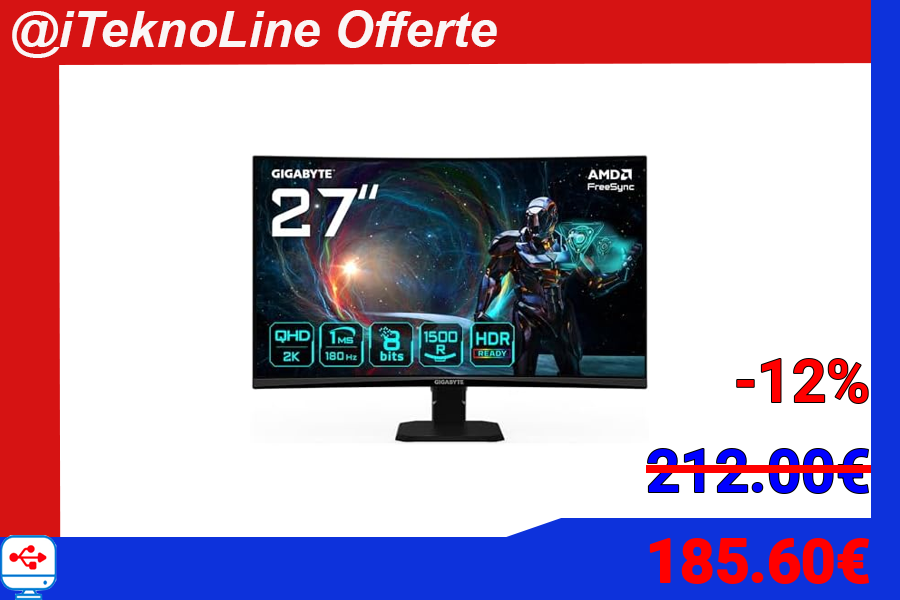 @iTeknoLine Offerte
GIGABYTE
27"
AMD
FreeSync
QHD
2K
1MS
180Hz
8
bits
1500
R
HDR
READY
GIGABYTE
-12%
212.00€
185.60€